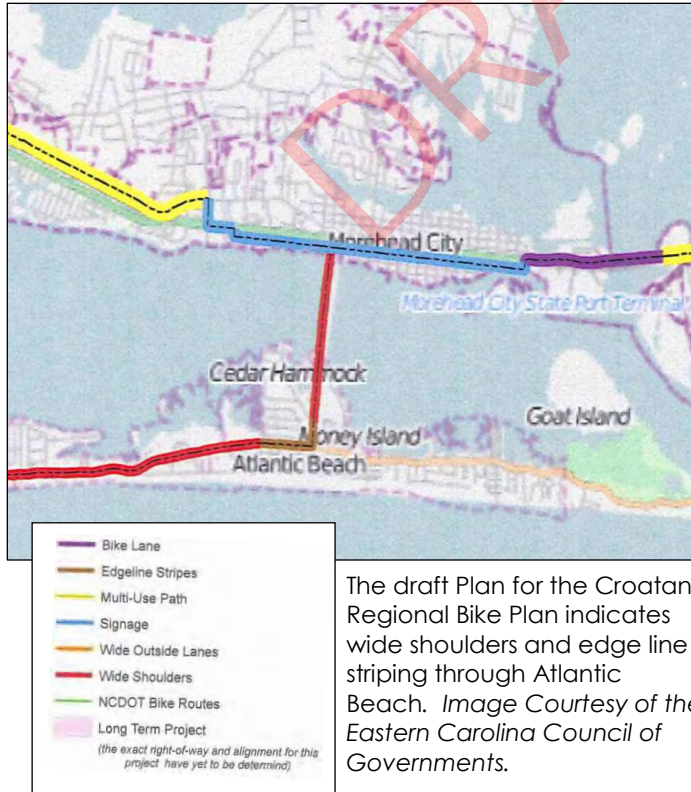 DRA
Morehead City
Morehead City State Port Terminal
Cedar Hammock
Goat Island
Money Island
Atlantic Beach
Bike Lane
Edgeline Stripes
Multi-Use Path
Signage
Wide Outside Lanes
Wide Shoulders
NCDOT Bike Routes
Long Term Project
(the exact right-of-way and alignment for this
project have yet to be determind)
The draft Plan for the Croatan
Regional Bike Plan indicates
wide shoulders and edge line
striping through Atlantic
Beach. Image Courtesy of the
Eastern Carolina Council of
Governments.